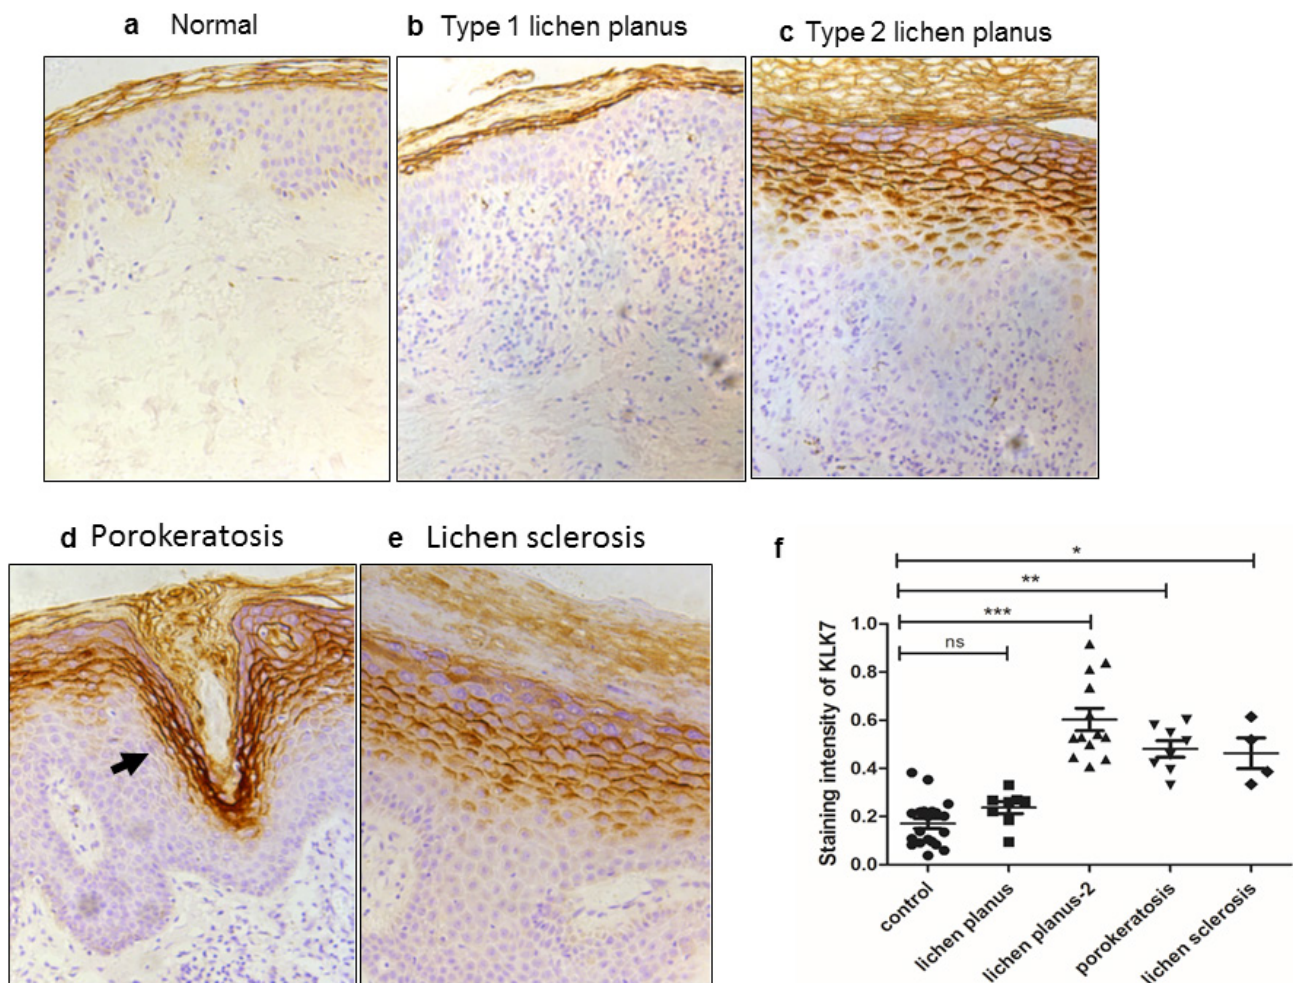 a Normal
b Type 1 lichen planus
c Type 2 lichen planus
d Porokeratosis
e Lichen sclerosis
f
*
**
***
ns
Staining intensity of KLK7
1.0
0.8
0.6
0.4
0.2
0.0
control
lichen planus
lichen planus-2
porokeratosis
lichen sclerosis